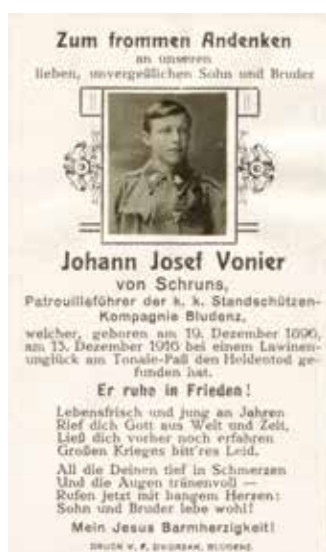 Zum frommen Andenken
an unseren
lieben, unvergeßlichen Sohn und Bruder
Johann Josef Vonier
von Schruns,
Patrouilleführer der k. k. Standschützen-
Kompagnie Bludenz,
welcher, geboren am 19. Dezember 1896,
am 13. Dezember 1916 bei einem Lawinen-
unglück am Tonale-Paß den Heldentod ge-
funden hat.
Er ruhe in Frieden!
Lebensfrisch und jung an Jahren
Rief dich Gott aus Welt und Zeit,
Ließ dich vorher noch erfahren
Großen Krieges bitt'res Leid.
All die Deinen tief in Schmerzen
Und die Augen tränenvoll —
Rufen jetzt mit bangem Herzen:
Sohn und Bruder lebe wohl!
Mein Jesus Barmherzigkeit!
DRUCK V. F. BLUDENZ.